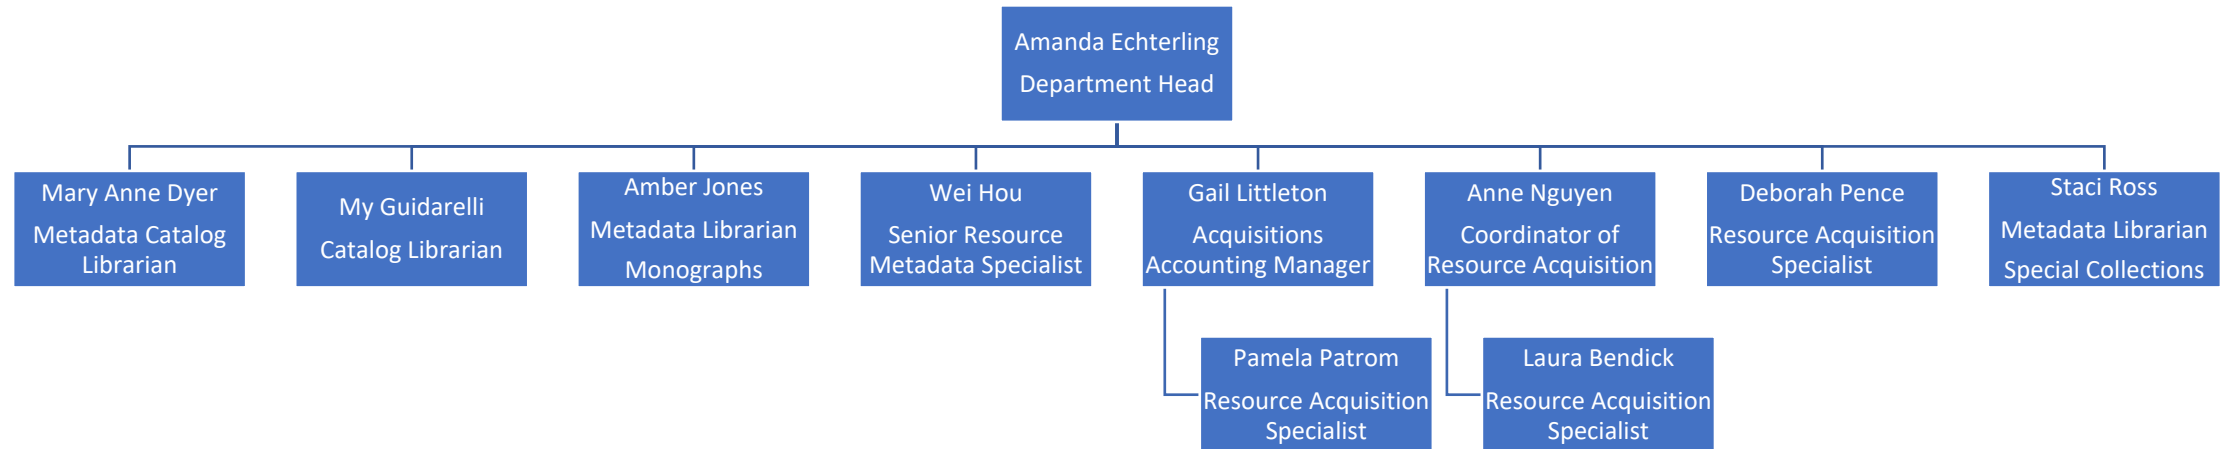 Amanda Echterling
Department Head
Mary Anne Dyer
Metadata Catalog
Librarian
My Guidarelli
Catalog Librarian
Amber Jones
Metadata Librarian
Monographs
Wei Hou
Senior Resource
Metadata Specialist
Gail Littleton
Acquisitions
Accounting Manager
Anne Nguyen
Coordinator of
Resource Acquisition
Deborah Pence
Resource Acquisition
Specialist
Staci Ross
Metadata Librarian
Special Collections
Pamela Patrom
Resource Acquisition
Specialist
Laura Bendick
Resource Acquisition
Specialist